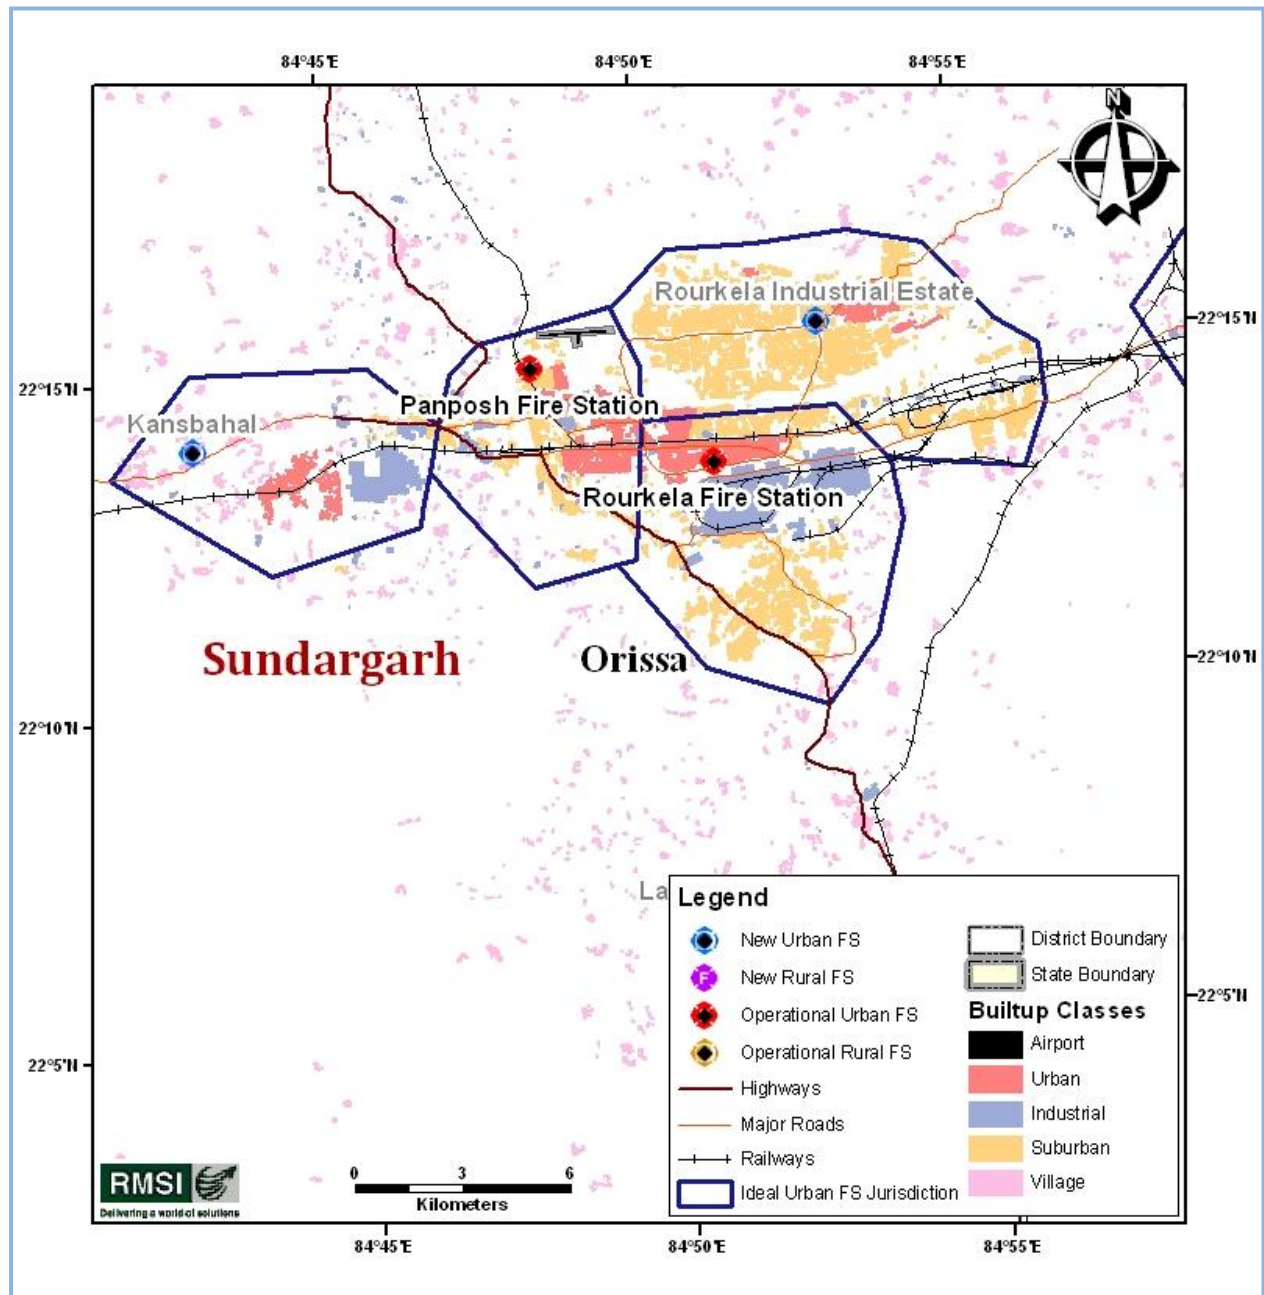 84°45'E 84°50'E 84°55'E
N
Rourkela Industrial Estate
22°15'N
22°15'N
Panposh Fire Station
Kansbahal
Rourkela Fire Station
Sundargarh
Orissa
22°10'N
22°10'N
La
Legend
New Urban FS
New Rural FS
F
Operational Urban FS
Operational Rural FS
Highways
Major Roads
Railways
Ideal Urban FS Jurisdiction
District Boundary
State Boundary
Builtup Classes
Airport
Urban
Industrial
Suburban
Village
22°5'N
22°5'N
RMSI
Delivering a world of solutions
0 3 6
Kilometers
84°45'E 84°50'E 84°55'E